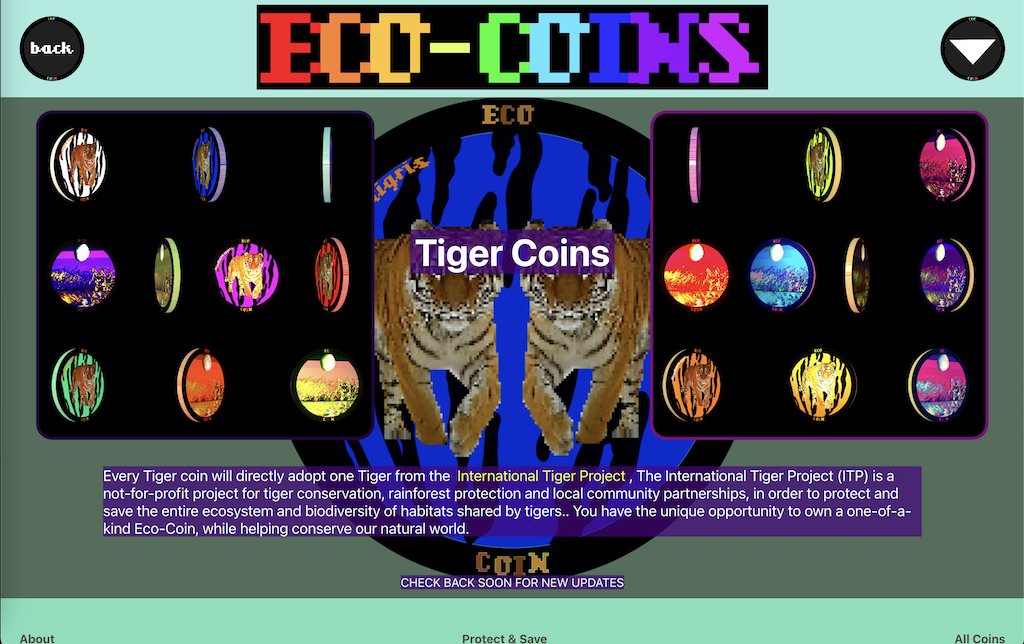 back
ECO-COINS
ECO
tigris
Tiger Coins
Every Tiger coin will directly adopt one Tiger from the International Tiger Project , The International Tiger Project (ITP) is a
not-for-profit project for tiger conservation, rainforest protection and local community partnerships, in order to protect and
save the entire ecosystem and biodiversity of habitats shared by tigers.. You have the unique opportunity to own a one-of-a-
kind Eco-Coin, while helping conserve our natural world.
COIN
CHECK BACK SOON FOR NEW UPDATES
About
Protect & Save
All Coins